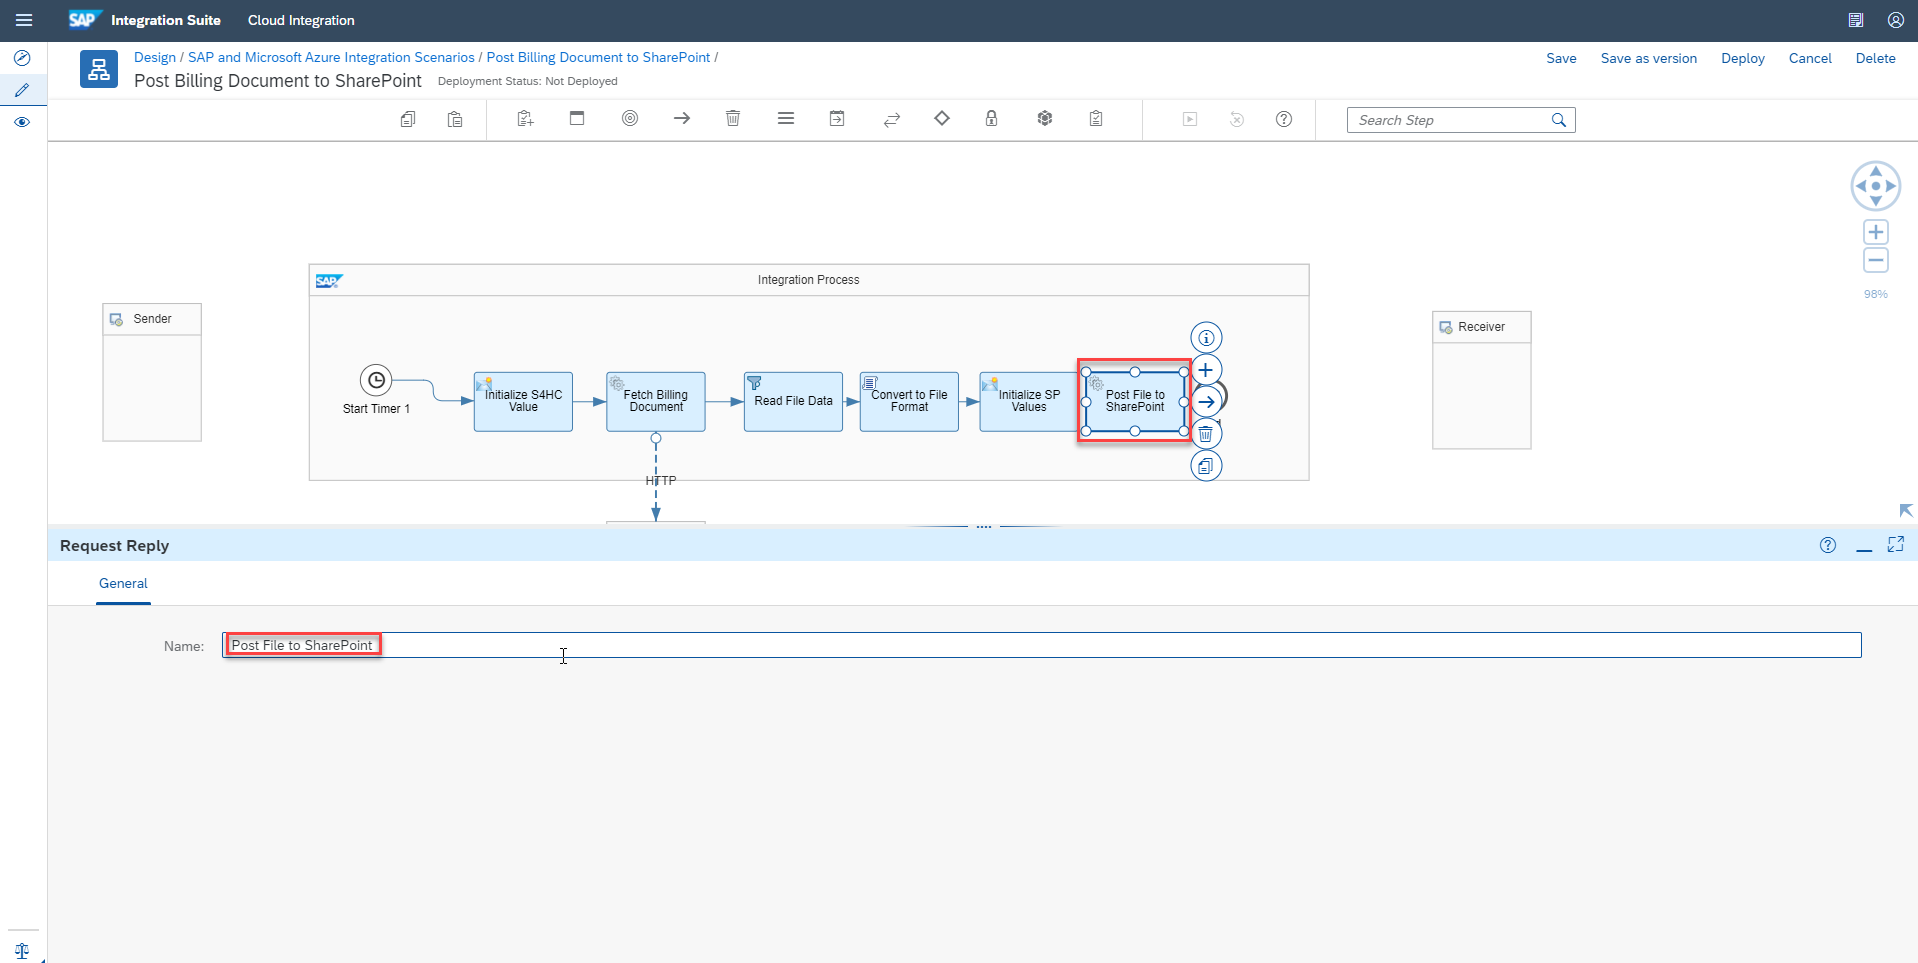 SAP Integration Suite Cloud Integration
Design / SAP and Microsoft Azure Integration Scenarios / Post Billing Document to SharePoint /
Post Billing Document to SharePoint Deployment Status: Not Deployed
Save Save as version Deploy Cancel Delete
Search Step
98%
SAP Integration Process
Sender
Receiver
Start Timer 1
Initialize S4HC
Value
Fetch Billing
Document
Read File Data
Convert to File
Format
Initialize SP
Values
Post File to
SharePoint
HTTP
Request Reply
General
Name: Post File to SharePoint